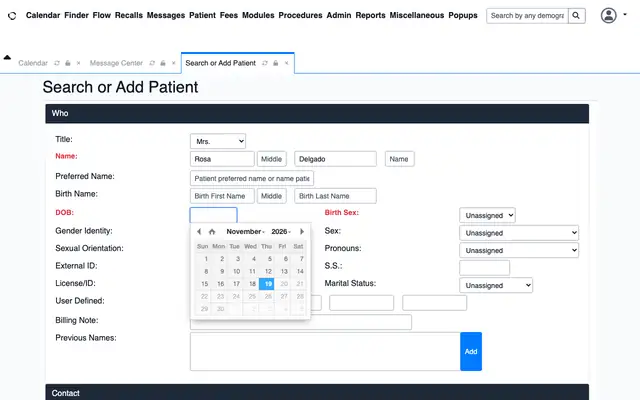 Calendar Finder Flow Recalls Messages Patient Fees Modules Procedures Admin Reports Miscellaneous Popups Search by any demogra
Calendar Message Center Search or Add Patient
Search or Add Patient
Who
Title: Mrs.
Name: Rosa Middle Delgado Name
Preferred Name: Patient preferred name or name patie
Birth Name: Birth First Name Middle Birth Last Name
DOB: Birth Sex: Unassigned
Gender Identity: Sex: Unassigned
Sexual Orientation: Pronouns: Unassigned
External ID: S.S.:
License/ID: Marital Status: Unassigned
User Defined:
Billing Note:
Previous Names: Add
November 2026
Sun Mon Tue Wed Thu Fri Sat
1 2 3 4 5 6 7
8 9 10 11 12 13 14
15 16 17 18 19 20 21
22 23 24 25 26 27 28
29 30
Contact